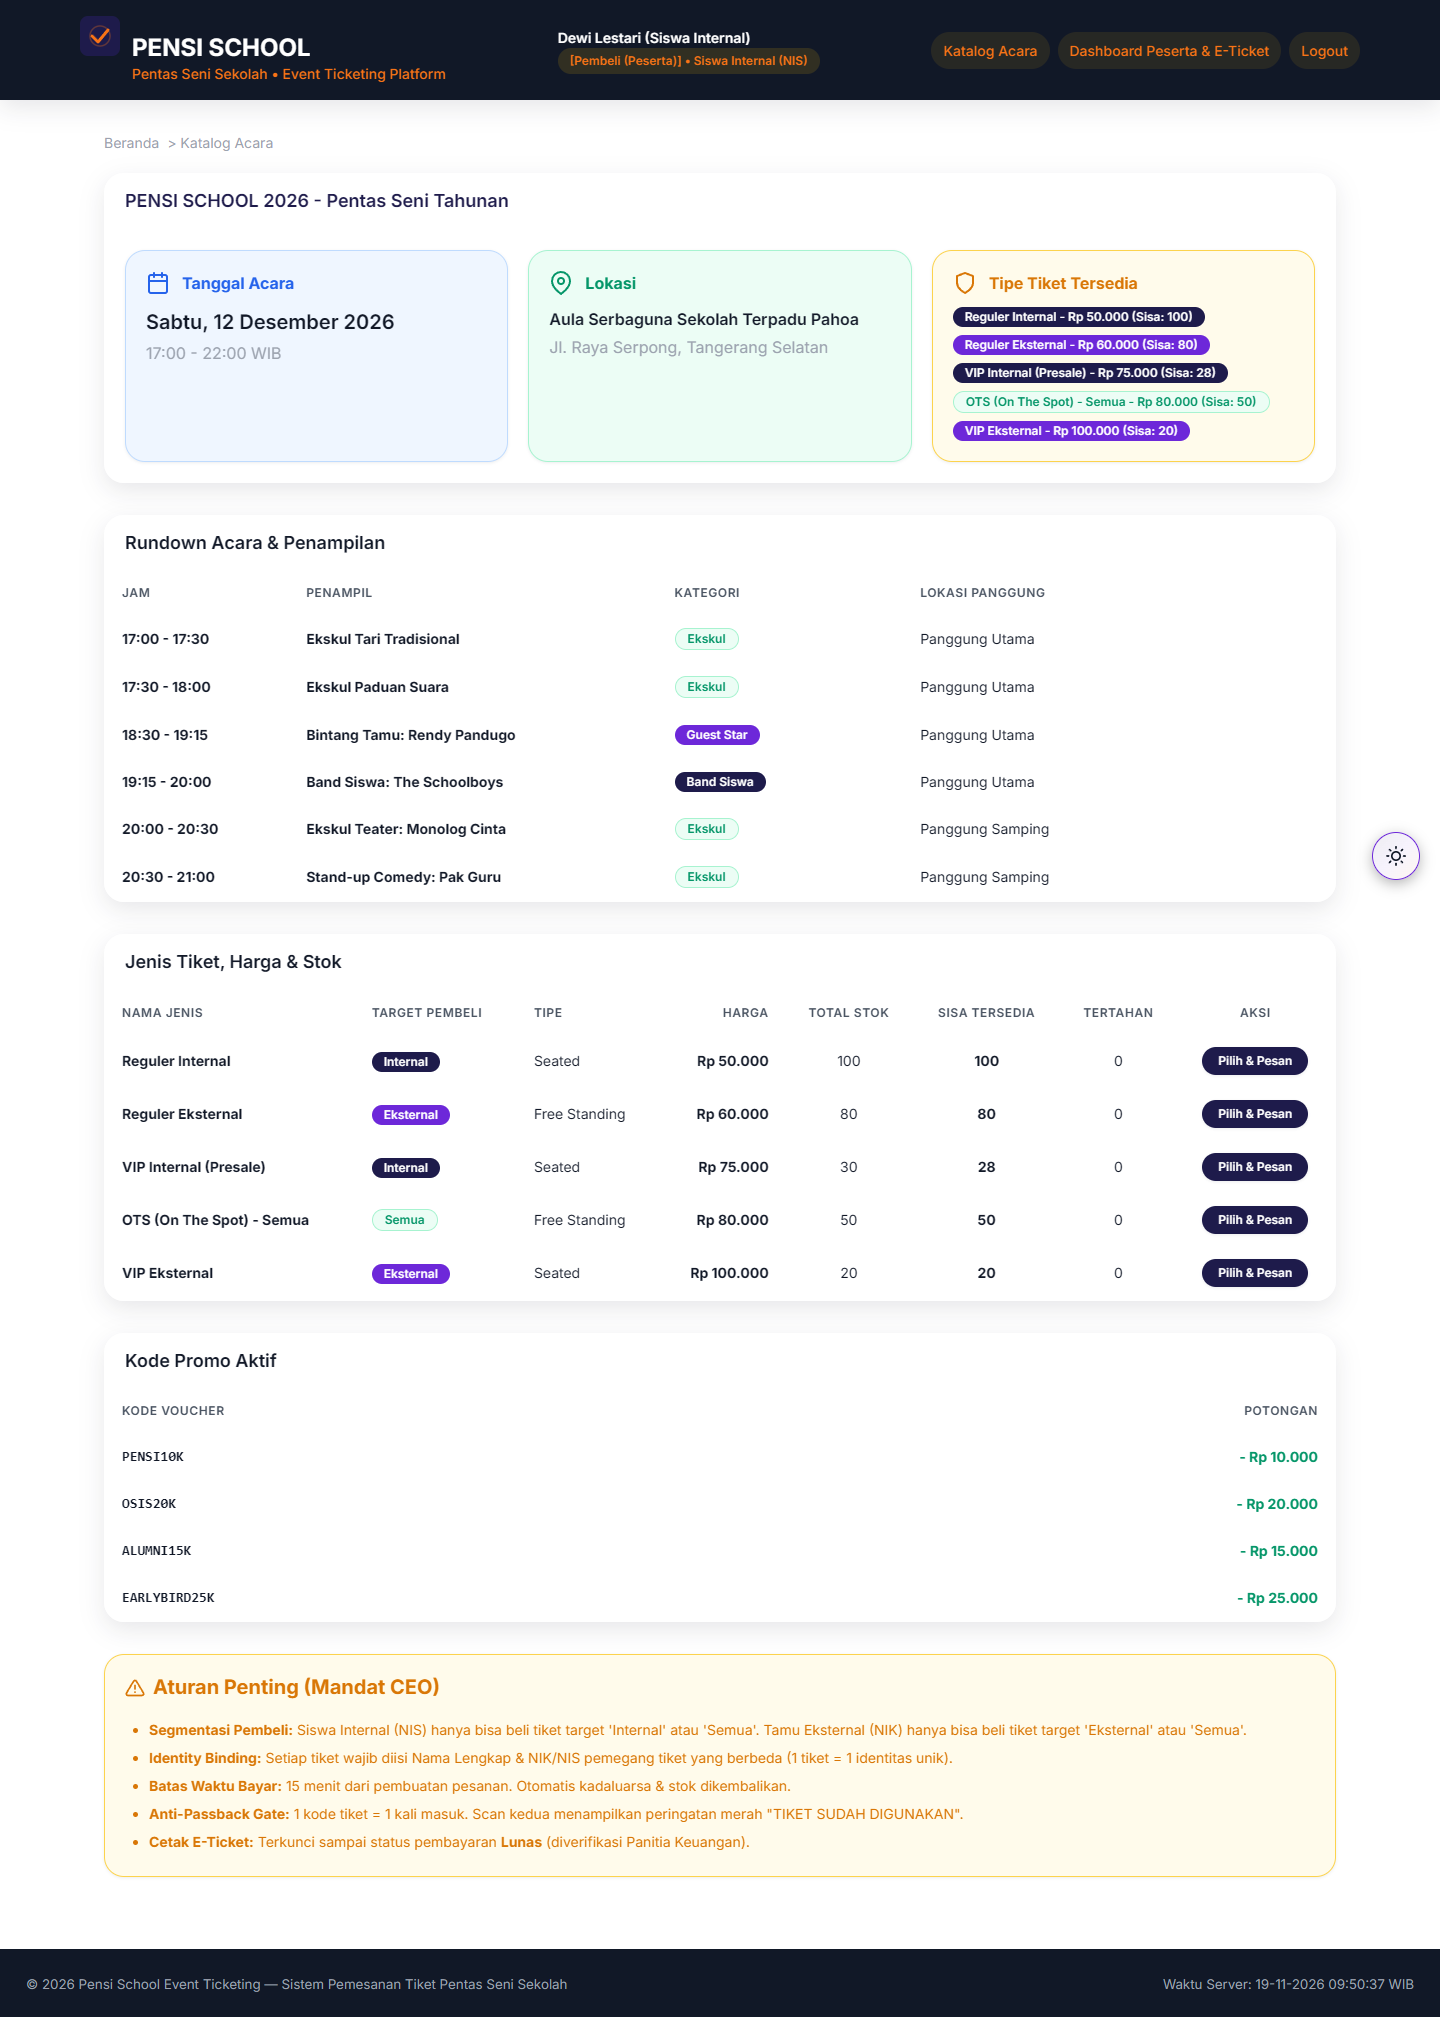 PENSI SCHOOL
Pentas Seni Sekolah • Event Ticketing Platform
Dewi Lestari (Siswa Internal)
[Pembeli (Peserta)] • Siswa Internal (NIS)
Katalog Acara
Dashboard Peserta & E-Ticket
Logout
Beranda > Katalog Acara
PENSI SCHOOL 2026 - Pentas Seni Tahunan
Tanggal Acara
Sabtu, 12 Desember 2026
17:00 - 22:00 WIB
Lokasi
Aula Serbaguna Sekolah Terpadu Pahoa
Jl. Raya Serpong, Tangerang Selatan
Tipe Tiket Tersedia
Reguler Internal - Rp 50.000 (Sisa: 100)
Reguler Eksternal - Rp 60.000 (Sisa: 80)
VIP Internal (Presale) - Rp 75.000 (Sisa: 28)
OTS (On The Spot) - Semua - Rp 80.000 (Sisa: 50)
VIP Eksternal - Rp 100.000 (Sisa: 20)
Rundown Acara & Penampilan
JAM PENAMPIL KATEGORI LOKASI PANGGUNG
17:00 - 17:30 Ekskul Tari Tradisional Ekskul Panggung Utama
17:30 - 18:00 Ekskul Paduan Suara Ekskul Panggung Utama
18:30 - 19:15 Bintang Tamu: Rendy Pandugo Guest Star Panggung Utama
19:15 - 20:00 Band Siswa: The Schoolboys Band Siswa Panggung Utama
20:00 - 20:30 Ekskul Teater: Monolog Cinta Ekskul Panggung Samping
20:30 - 21:00 Stand-up Comedy: Pak Guru Ekskul Panggung Samping
Jenis Tiket, Harga & Stok
NAMA JENIS TARGET PEMBELI TIPE HARGA TOTAL STOK SISA TERSEDIA TERTAHAN AKSI
Reguler Internal Internal Seated Rp 50.000 100 100 0 Pilih & Pesan
Reguler Eksternal Eksternal Free Standing Rp 60.000 80 80 0 Pilih & Pesan
VIP Internal (Presale) Internal Seated Rp 75.000 30 28 0 Pilih & Pesan
OTS (On The Spot) - Semua Semua Free Standing Rp 80.000 50 50 0 Pilih & Pesan
VIP Eksternal Eksternal Seated Rp 100.000 20 20 0 Pilih & Pesan
Kode Promo Aktif
KODE VOUCHER POTONGAN
PENSI10K - Rp 10.000
OSIS20K - Rp 20.000
ALUMNI15K - Rp 15.000
EARLYBIRD25K - Rp 25.000
Aturan Penting (Mandat CEO)
• Segmentasi Pembeli: Siswa Internal (NIS) hanya bisa beli tiket target 'Internal' atau 'Semua'. Tamu Eksternal (NIK) hanya bisa beli tiket target 'Eksternal' atau 'Semua'.
• Identity Binding: Setiap tiket wajib diisi Nama Lengkap & NIK/NIS pemegang tiket yang berbeda (1 tiket = 1 identitas unik).
• Batas Waktu Bayar: 15 menit dari pembuatan pesanan. Otomatis kadaluarsa & stok dikembalikan.
• Anti-Passback Gate: 1 kode tiket = 1 kali masuk. Scan kedua menampilkan peringatan merah "TIKET SUDAH DIGUNAKAN".
• Cetak E-Ticket: Terkunci sampai status pembayaran Lunas (diverifikasi Panitia Keuangan).
© 2026 Pensi School Event Ticketing — Sistem Pemesanan Tiket Pentas Seni Sekolah
Waktu Server: 19-11-2026 09:50:37 WIB